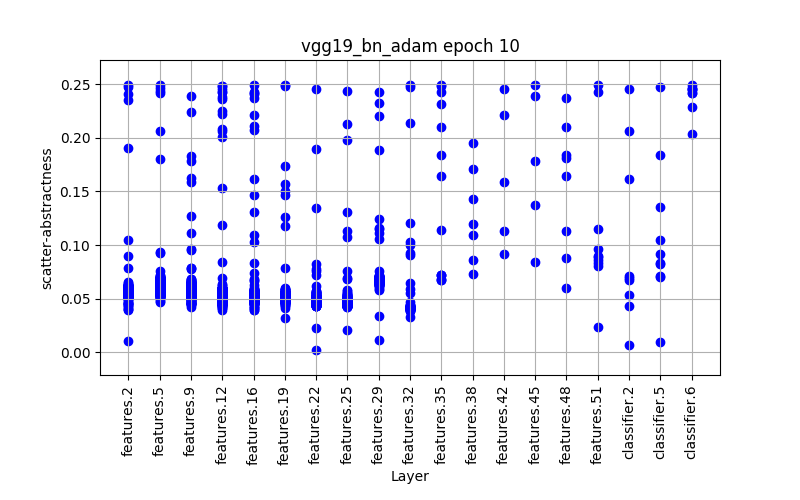 vgg19_bn_adam epoch 10
scatter-abstractness
0.25
0.20
0.15
0.10
0.05
0.00
features.2
features.5
features.9
features.12
features.16
features.19
features.22
features.25
features.29
features.32
features.35
features.38
features.42
features.45
features.48
features.51
classifier.2
classifier.5
classifier.6
Layer